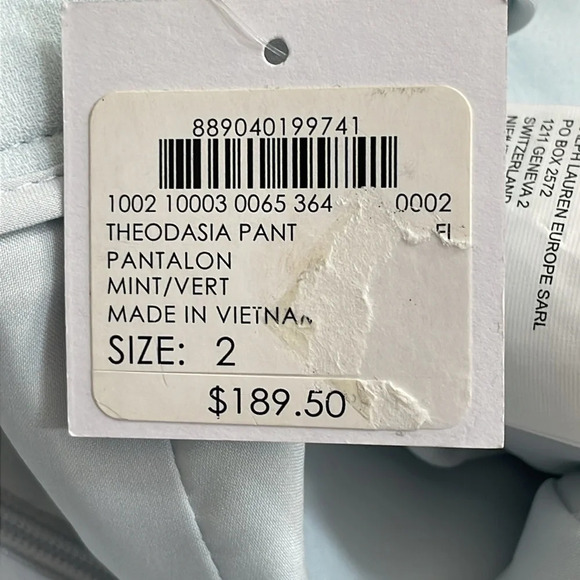 889040199741
1002 10003 0065 364 0002
THEODASIA PANT
PANTALON
MINT/VERT
MADE IN
SIZE: 2
$189.50
LAUREN EUROPE SARL
PO BOX 2572
1211 GENEVA 2
SWITZERLAND